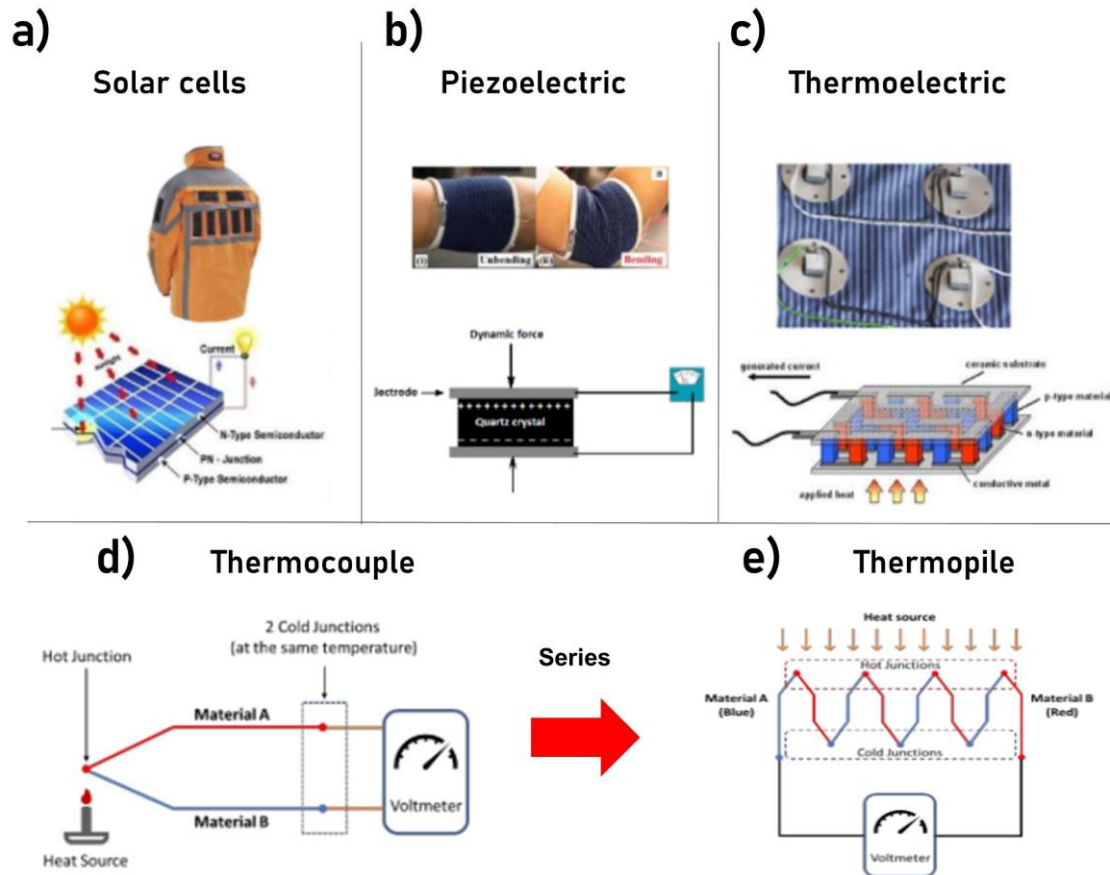 a)
Solar cells
sunlight
Current
N-Type Semiconductor
PN - Junction
P-Type Semiconductor
b)
Piezoelectric
a
(i)
Unbending
(ii)
Bending
Dynamic force
electrode
Quartz crystal
c)
Thermoelectric
generated current
ceramic substrate
p-type material
n-type material
conductive metal
applied heat
d)
Thermocouple
2 Cold Junctions
(at the same temperature)
Hot Junction
Material A
Material B
Voltmeter
Heat Source
Series
e)
Thermopile
Heat source
Hot Junctions
Material A
(Blue)
Material B
(Red)
Cold Junctions
Voltmeter